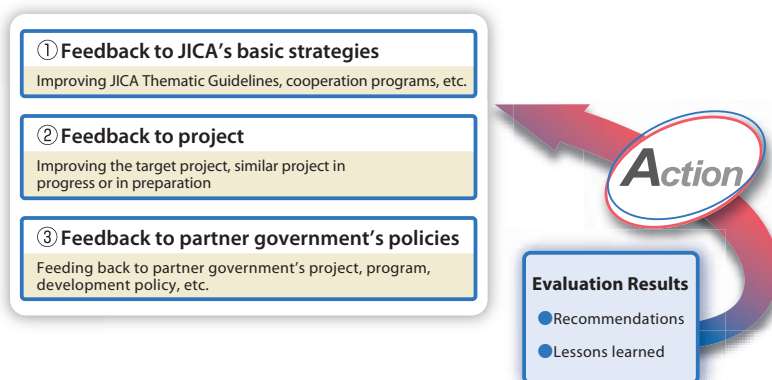 ①Feedback to JICA's basic strategies
Improving JICA Thematic Guidelines, cooperation programs, etc.
②Feedback to project
Improving the target project, similar project in
progress or in preparation
③Feedback to partner government's policies
Feeding back to partner government's project, program,
development policy, etc.
Action
Evaluation Results
●Recommendations
●Lessons learned